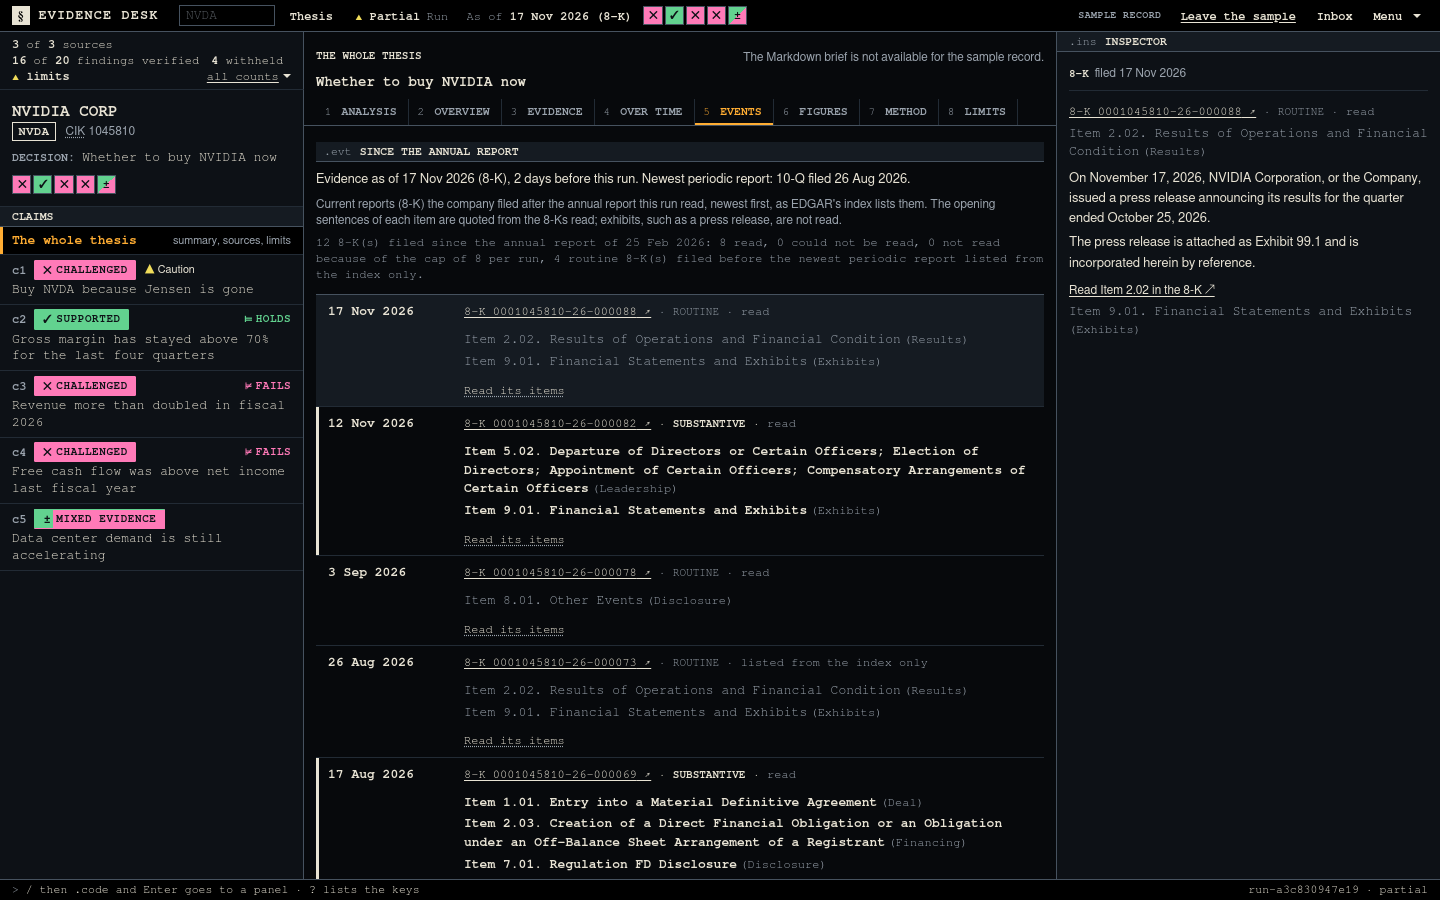 § EVIDENCE DESK NVDA Thesis ▲ Partial Run As of 17 Nov 2026 (8-K) ✕ ✓ ✕ ✕ ± SAMPLE RECORD Leave the sample Inbox Menu
3 of 3 sources
16 of 20 findings verified 4 withheld
▲ limits all counts
NVIDIA CORP
NVDA CIK 1045810
DECISION: Whether to buy NVIDIA now
✕ ✓ ✕ ✕ ±
CLAIMS
The whole thesis summary, sources, limits
c1 ✕ CHALLENGED ▲ Caution
Buy NVDA because Jensen is gone
c2 ✓ SUPPORTED ⊨ HOLDS
Gross margin has stayed above 70%
for the last four quarters
c3 ✕ CHALLENGED ⊭ FAILS
Revenue more than doubled in fiscal
2026
c4 ✕ CHALLENGED ⊭ FAILS
Free cash flow was above net income
last fiscal year
c5 ± MIXED EVIDENCE
Data center demand is still
accelerating
THE WHOLE THESIS The Markdown brief is not available for the sample record.
Whether to buy NVIDIA now
1 ANALYSIS 2 OVERVIEW 3 EVIDENCE 4 OVER TIME 5 EVENTS 6 FIGURES 7 METHOD 8 LIMITS
.evt SINCE THE ANNUAL REPORT
Evidence as of 17 Nov 2026 (8-K), 2 days before this run. Newest periodic report: 10-Q filed 26 Aug 2026.
Current reports (8-K) the company filed after the annual report this run read, newest first, as EDGAR's index lists them. The opening
sentences of each item are quoted from the 8-Ks read; exhibits, such as a press release, are not read.
12 8-K(s) filed since the annual report of 25 Feb 2026: 8 read, 0 could not be read, 0 not read
because of the cap of 8 per run, 4 routine 8-K(s) filed before the newest periodic report listed from
the index only.
17 Nov 2026 8-K 0001045810-26-000088 ↗ · ROUTINE · read
Item 2.02. Results of Operations and Financial Condition (Results)
Item 9.01. Financial Statements and Exhibits (Exhibits)
Read its items
12 Nov 2026 8-K 0001045810-26-000082 ↗ · SUBSTANTIVE · read
Item 5.02. Departure of Directors or Certain Officers; Election of
Directors; Appointment of Certain Officers; Compensatory Arrangements of
Certain Officers (Leadership)
Item 9.01. Financial Statements and Exhibits (Exhibits)
Read its items
3 Sep 2026 8-K 0001045810-26-000078 ↗ · ROUTINE · read
Item 8.01. Other Events (Disclosure)
Read its items
26 Aug 2026 8-K 0001045810-26-000073 ↗ · ROUTINE · listed from the index only
Item 2.02. Results of Operations and Financial Condition (Results)
Item 9.01. Financial Statements and Exhibits (Exhibits)
Read its items
17 Aug 2026 8-K 0001045810-26-000069 ↗ · SUBSTANTIVE · read
Item 1.01. Entry into a Material Definitive Agreement (Deal)
Item 2.03. Creation of a Direct Financial Obligation or an Obligation
under an Off-Balance Sheet Arrangement of a Registrant (Financing)
Item 7.01. Regulation FD Disclosure (Disclosure)
.ins INSPECTOR
8-K filed 17 Nov 2026
8-K 0001045810-26-000088 ↗ · ROUTINE · read
Item 2.02. Results of Operations and Financial
Condition (Results)
On November 17, 2026, NVIDIA Corporation, or the Company,
issued a press release announcing its results for the quarter
ended October 25, 2026.
The press release is attached as Exhibit 99.1 and is
incorporated herein by reference.
Read Item 2.02 in the 8-K ↗
Item 9.01. Financial Statements and Exhibits
(Exhibits)
> / then .code and Enter goes to a panel · ? lists the keys run-a3c830947e19 · partial